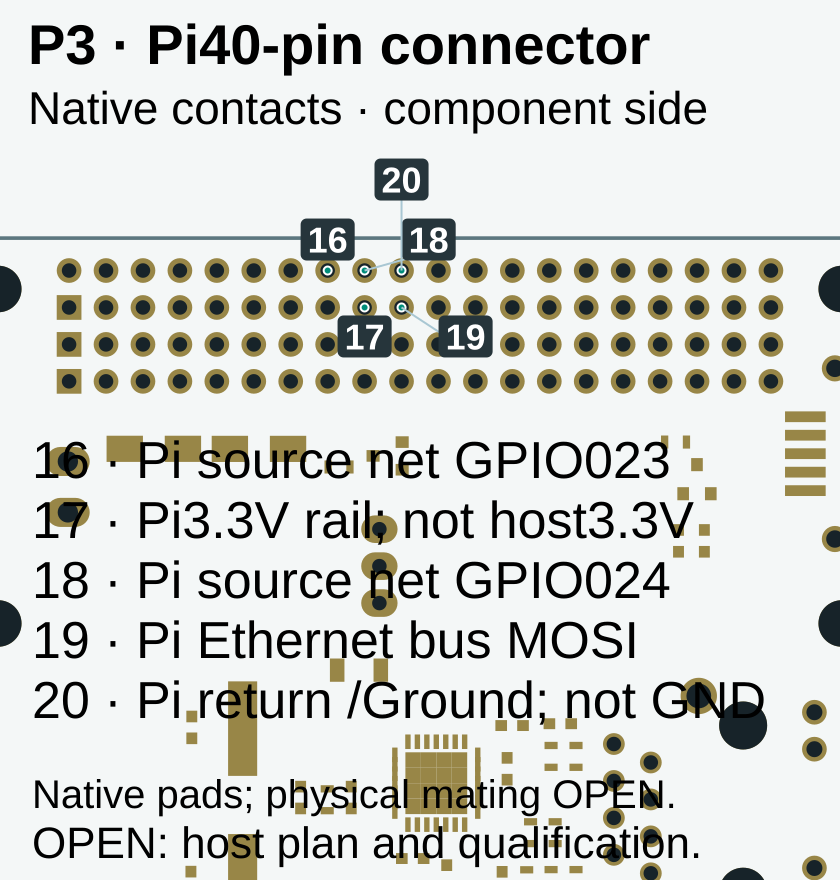 P3 · Pi40-pin connector
Native contacts · component side
20
16 18
17 19
16 · Pi source net GPIO023
17 · Pi3.3V rail; not host3.3V
18 · Pi source net GPIO024
19 · Pi Ethernet bus MOSI
20 · Pi return /Ground; not GND
Native pads; physical mating OPEN.
OPEN: host plan and qualification.